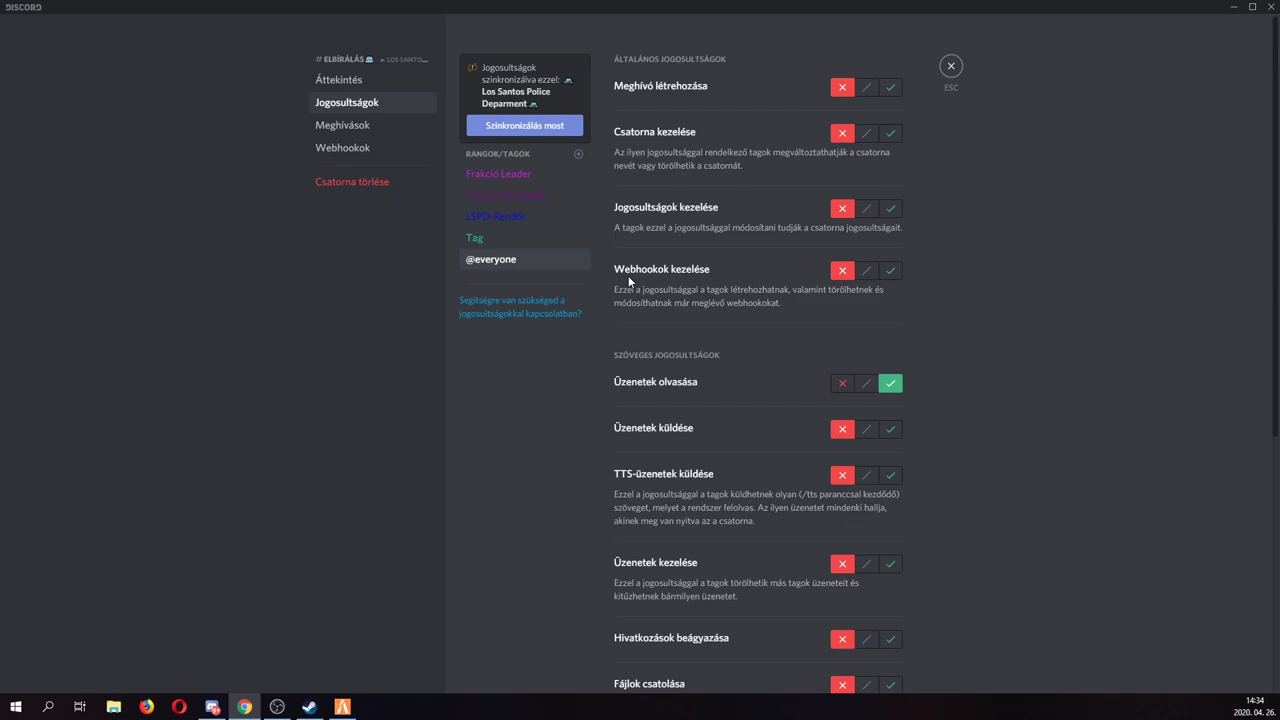 DISCORD
# ELBÍRÁLÁS LOS SANTO...
Áttekintés
Jogosultságok
Meghívások
Webhookok
Csatorna törlése
Jogosultságok
szinkronizálva ezzel:
Los Santos Police
Deparment
Szinkronizálás most
RANGOK/TAGOK
Frakció Leader
LSPD-Rendőr
Tag
@everyone
Segítségre van szükséged a
jogosultságokkal kapcsolatban?
ÁLTALÁNOS JOGOSULTSÁGOK
Meghívó létrehozása
Csatorna kezelése
Az ilyen jogosultsággal rendelkező tagok megváltoztathatják a csatorna
nevét vagy törölhetik a csatornát.
Jogosultságok kezelése
A tagok ezzel a jogosultsággal módosítani tudják a csatorna jogosultságait.
Webhookok kezelése
Ezzel a jogosultsággal a tagok létrehozhatnak, valamint törölhetnek és
módosíthatnak már meglévő webhookokat.
SZÖVEGES JOGOSULTSÁGOK
Üzenetek olvasása
Üzenetek küldése
TTS-üzenetek küldése
Ezzel a jogosultsággal a tagok küldhetnek olyan (/tts paranccsal kezdődő)
szöveget, melyet a rendszer felolvas. Az ilyen üzenetet mindenki hallja,
akinek meg van nyitva az a csatorna.
Üzenetek kezelése
Ezzel a jogosultsággal a tagok törölhetik más tagok üzeneteit és
kitűzhetnek bármilyen üzenetet.
Hivatkozások beágyazása
Fájlok csatolása
ESC
14:34
2020. 04. 26.